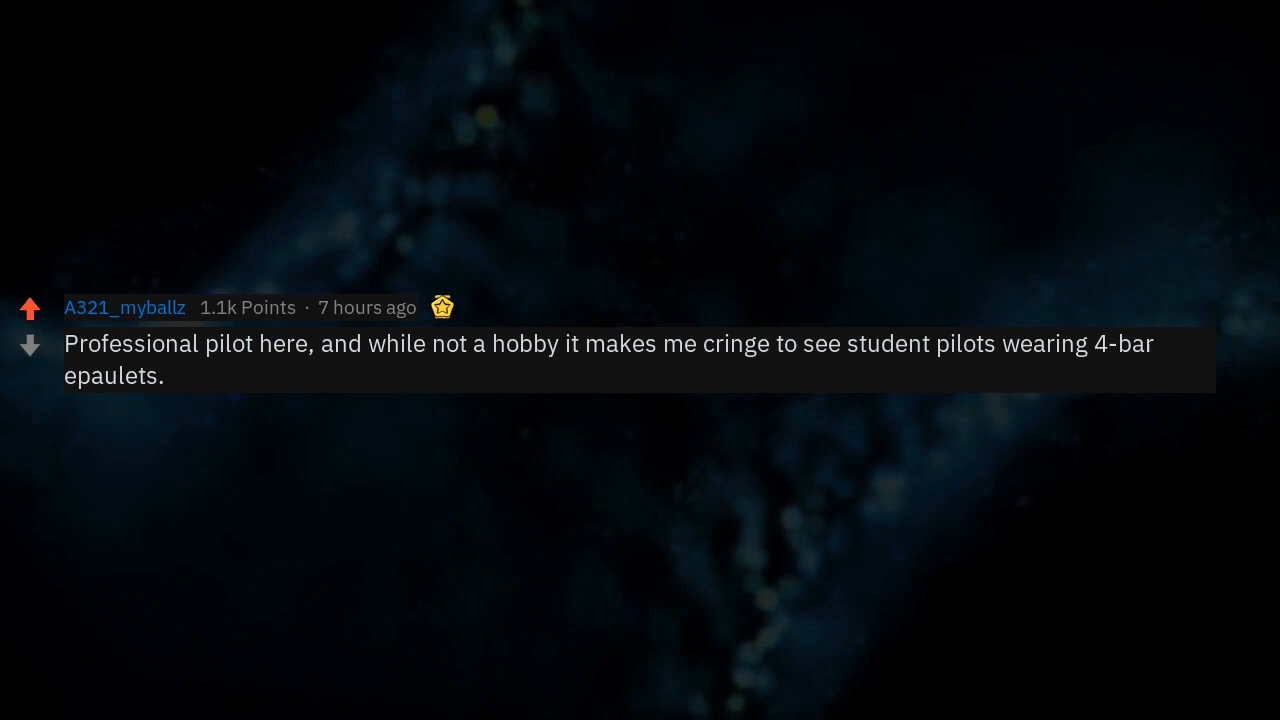 A321_myballz 1.1k Points · 7 hours ago
Professional pilot here, and while not a hobby it makes me cringe to see student pilots wearing 4-bar
epaulets.